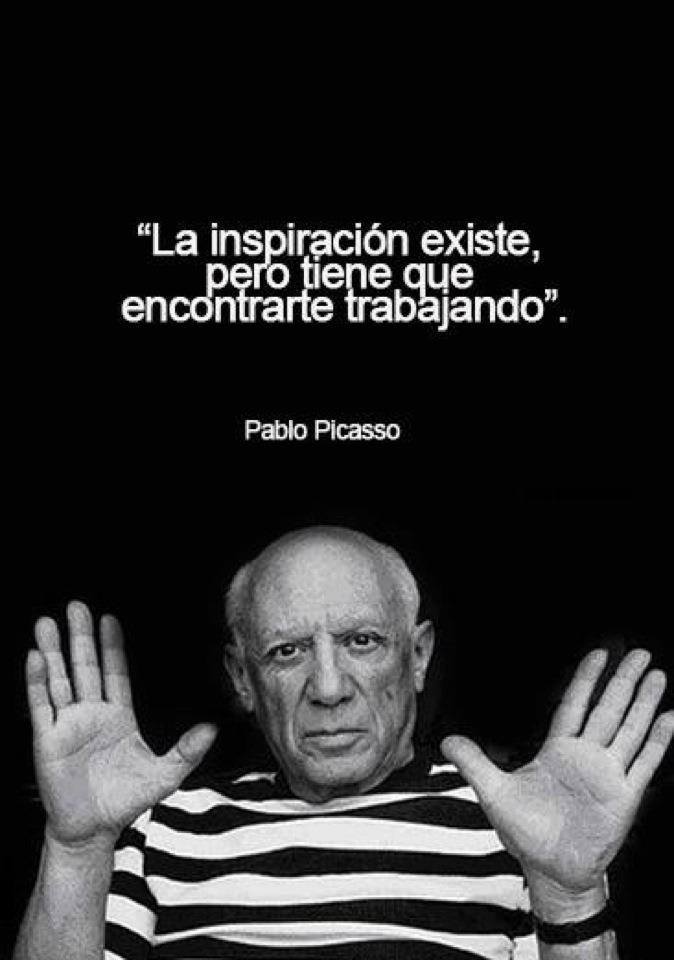 “La inspiración existe,
pero tiene que
encontrarte trabajando”.
Pablo Picasso